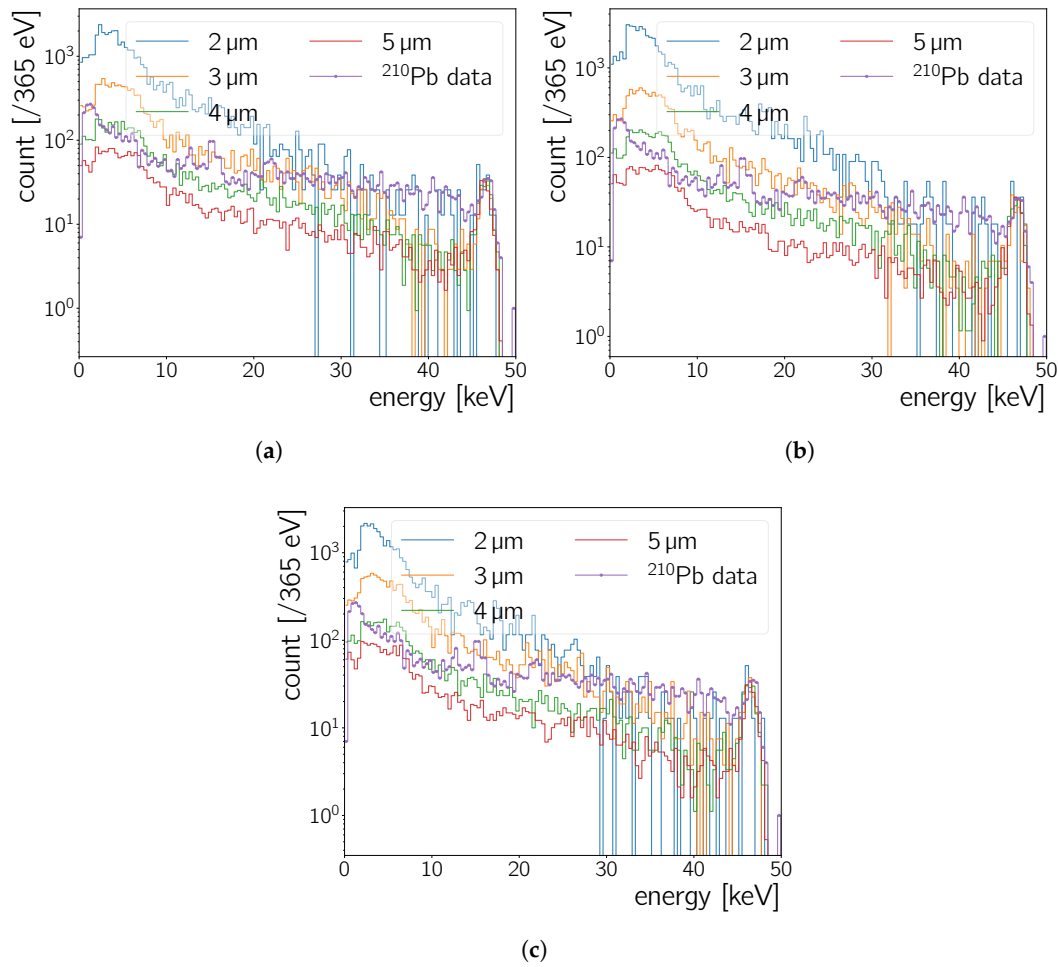 count [/365 eV]
10³
10²
10¹
10⁰
2 µm
3 µm
4 µm
5 µm
²¹⁰Pb data
0 10 20 30 40 50
energy [keV]
(a)
count [/365 eV]
10³
10²
10¹
10⁰
2 µm
3 µm
4 µm
5 µm
²¹⁰Pb data
0 10 20 30 40 50
energy [keV]
(b)
count [/365 eV]
10³
10²
10¹
10⁰
2 µm
3 µm
4 µm
5 µm
²¹⁰Pb data
0 10 20 30 40 50
energy [keV]
(c)